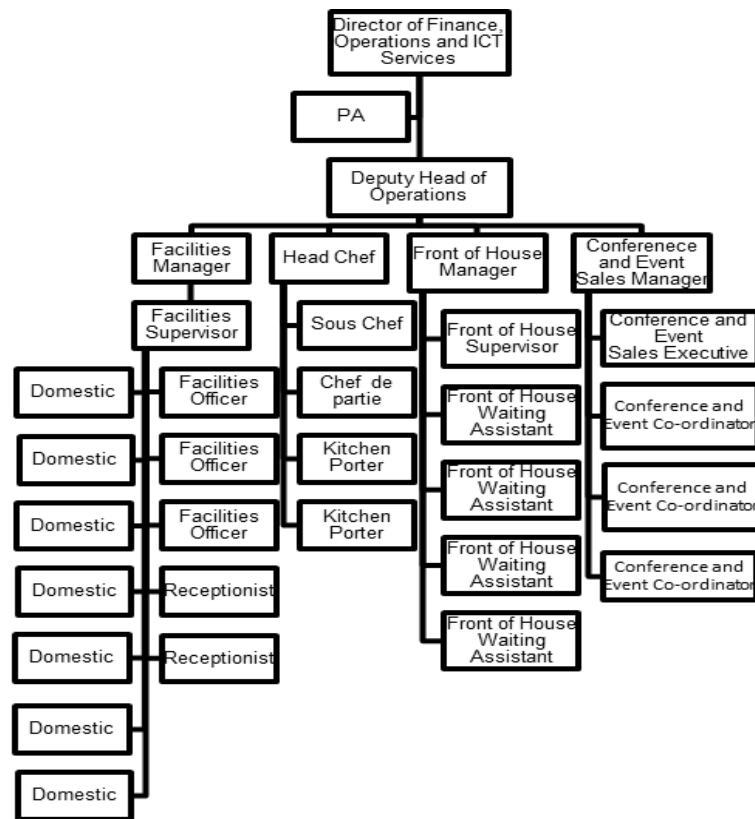 Director of Finance,
Operations and ICT
Services
PA
Deputy Head of
Operations
Facilities
Manager
Head Chef
Front of House
Manager
Conferenece
and Event
Sales Manager
Facilities
Supervisor
Sous Chef
Front of House
Supervisor
Conference and
Event
Sales Executive
Domestic
Facilities
Officer
Chef de
partie
Front of House
Waiting
Assistant
Conference and
Event Co-ordinator
Domestic
Facilities
Officer
Kitchen
Porter
Front of House
Waiting
Assistant
Conference and
Event Co-ordinator
Domestic
Facilities
Officer
Kitchen
Porter
Front of House
Waiting
Assistant
Conference and
Event Co-ordinator
Domestic
Receptionist
Front of House
Waiting
Assistant
Domestic
Receptionist
Domestic
Domestic